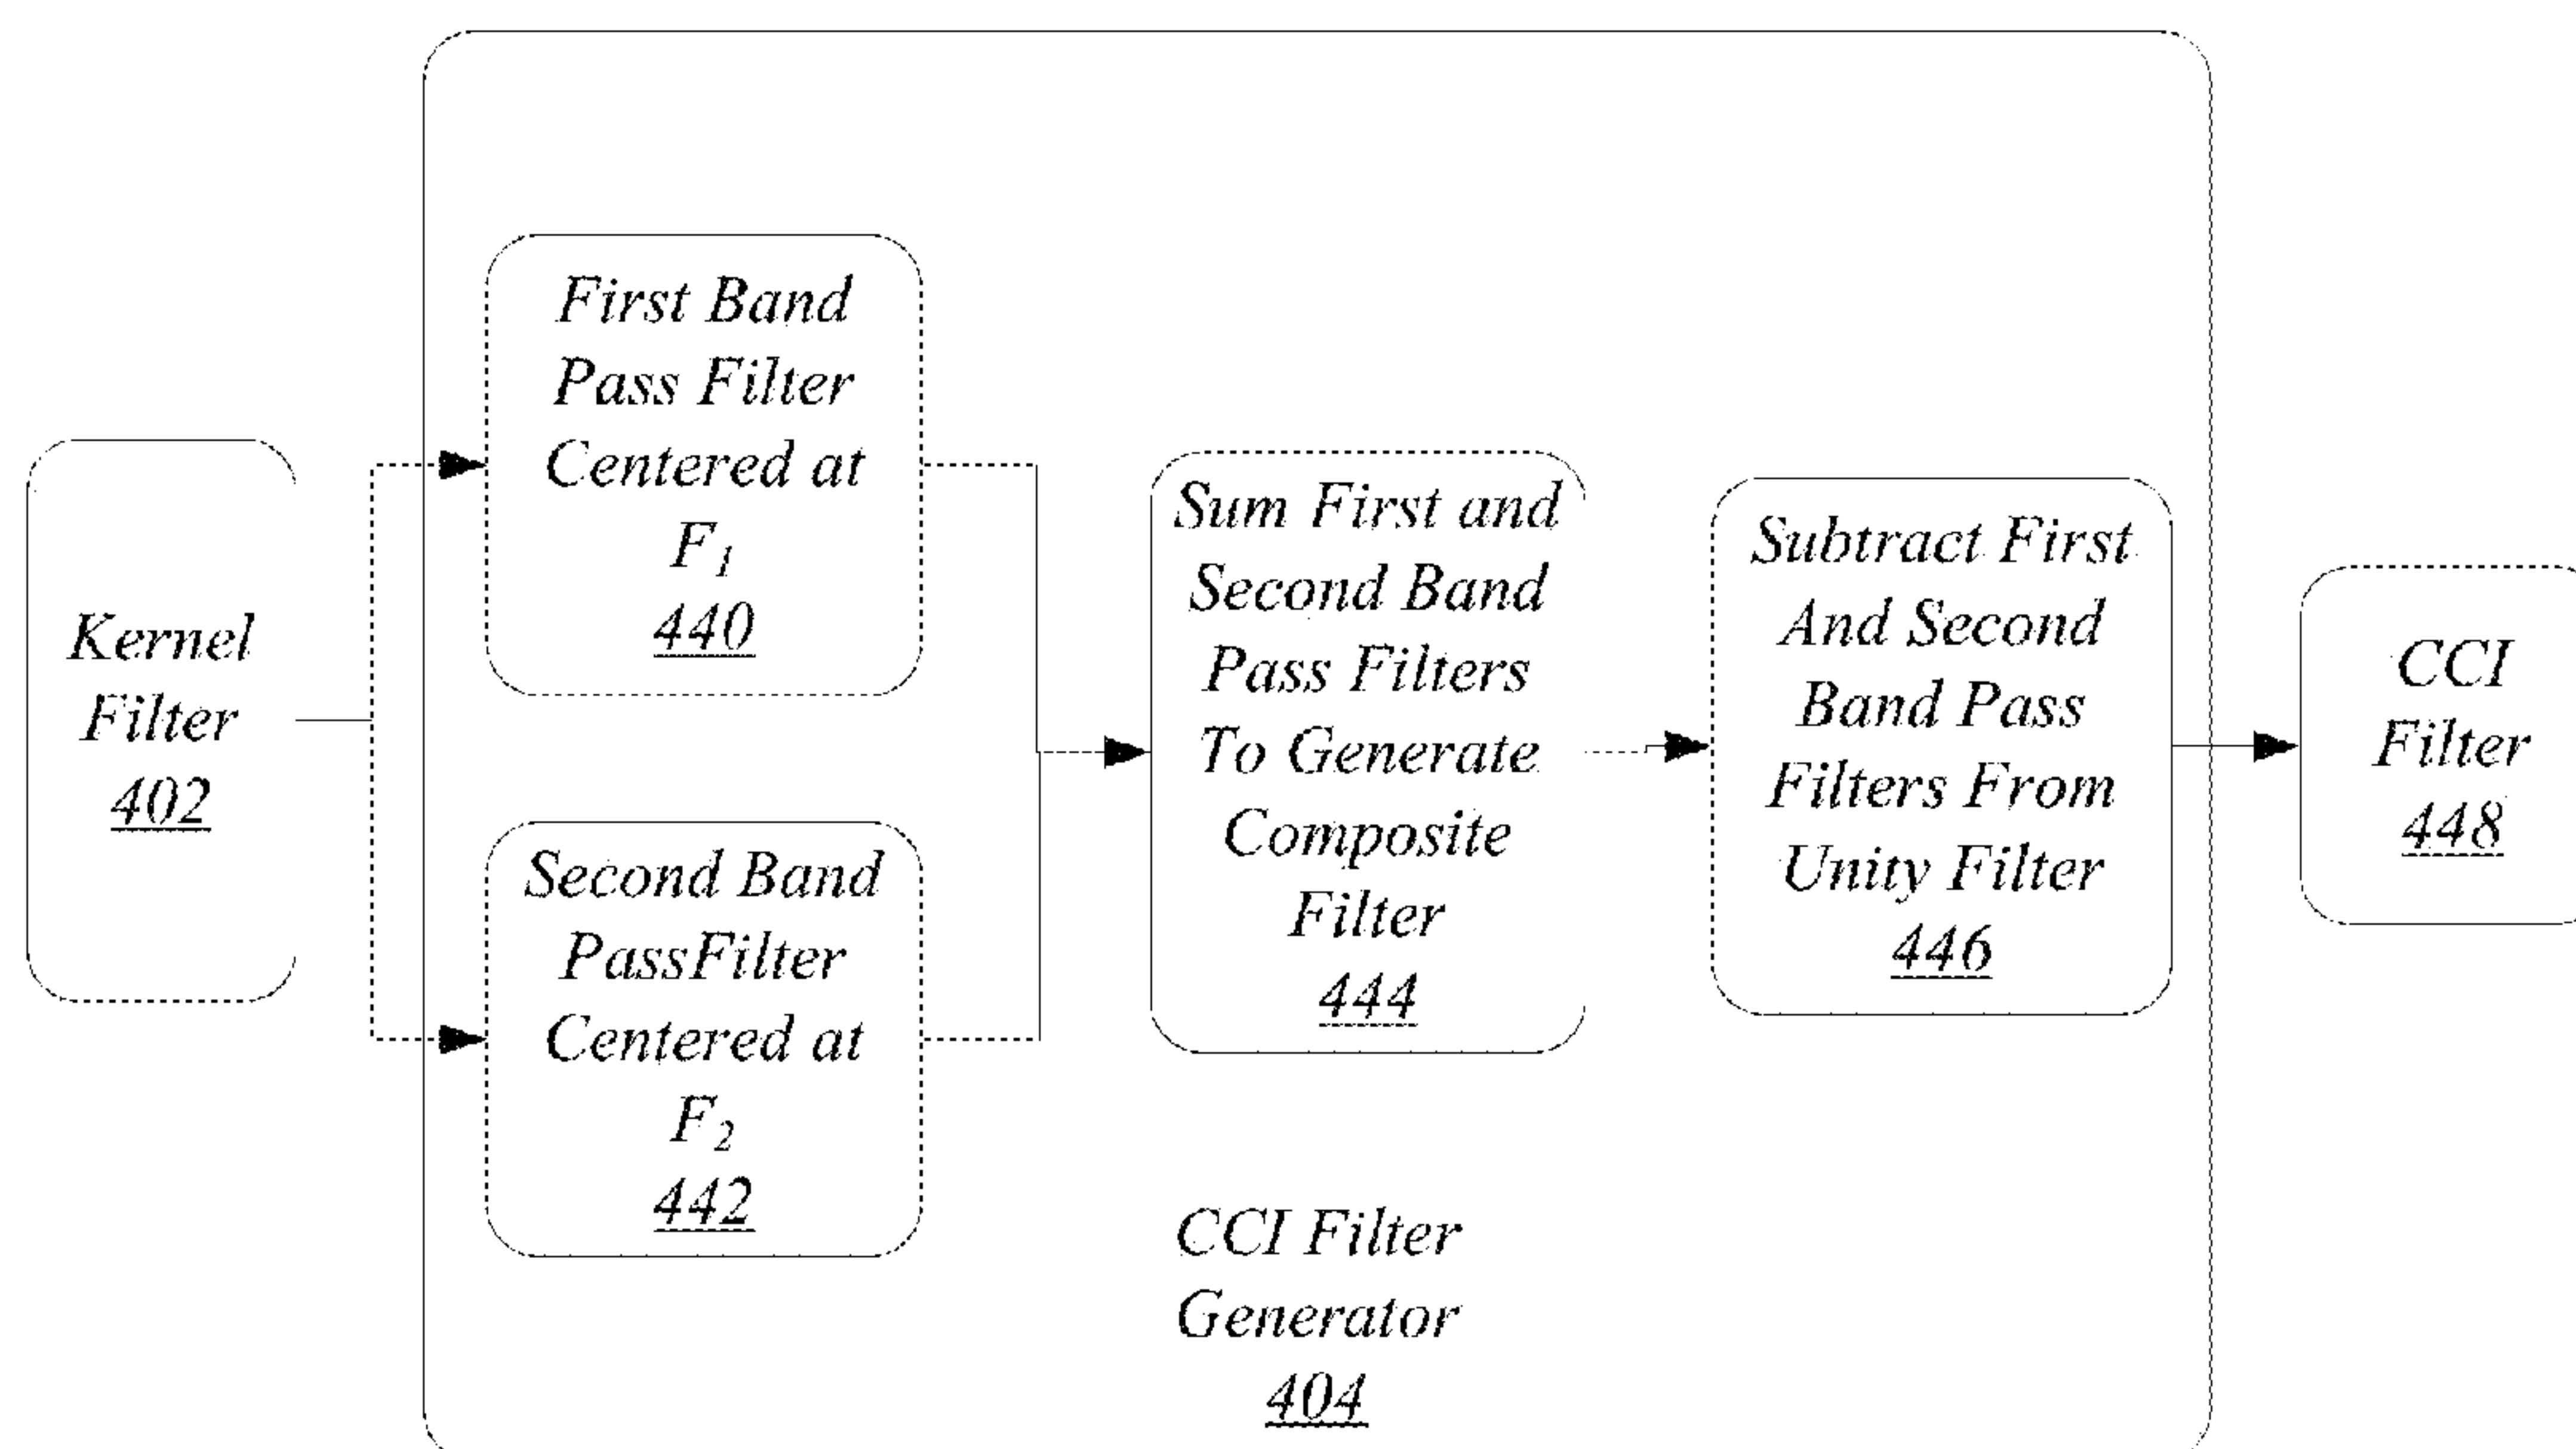 Kernel
Filter
402
First Band
Pass Filter
Centered at
F1
440
Second Band
PassFilter
Centered at
F2
442
Sum First and
Second Band
Pass Filters
To Generate
Composite
Filter
444
Subtract First
And Second
Band Pass
Filters From
Unity Filter
446
CCI
Filter
448
CCI Filter
Generator
404